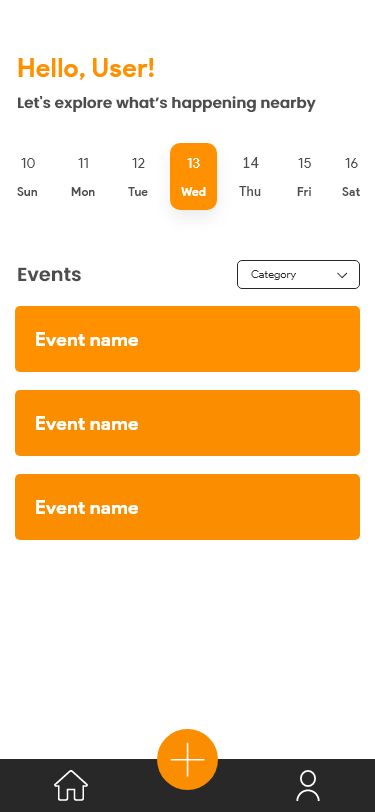 Hello, User!
Let's explore what's happening nearby
10 11 12 13 14 15 16
Sun Mon Tue Wed Thu Fri Sat
Events Category
Event name
Event name
Event name